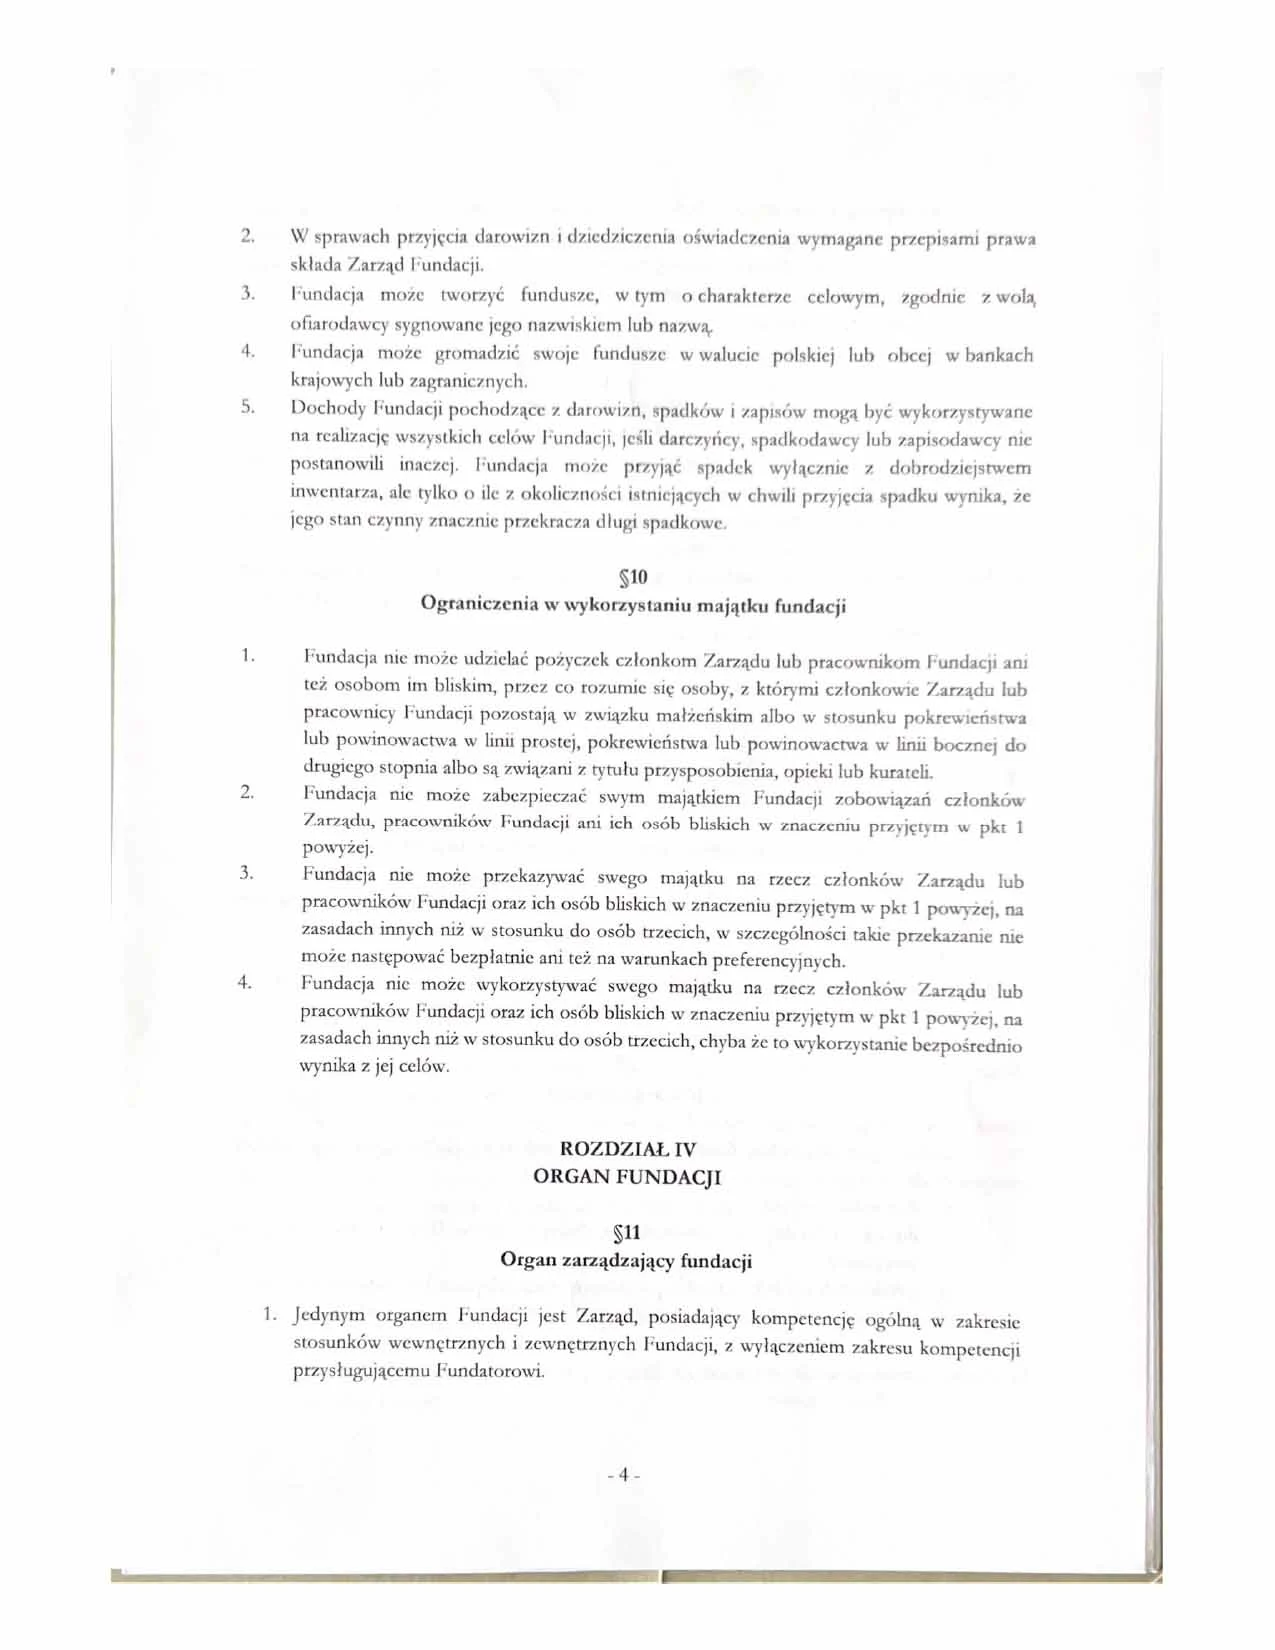 2. W sprawach przyjęcia darowizn i dziedziczenia oświadczenia wymagane przepisami prawa
składa Zarząd Fundacji.
3. Fundacja może tworzyć fundusze, w tym o charakterze celowym, zgodnie z wolą
ofiarodawcy sygnowane jego nazwiskiem lub nazwą.
4. Fundacja może gromadzić swoje fundusze w walucie polskiej lub obcej w bankach
krajowych lub zagranicznych.
5. Dochody Fundacji pochodzące z darowizn, spadków i zapisów mogą być wykorzystywane
na realizację wszystkich celów Fundacji, jeśli darczyńcy, spadkodawcy lub zapisodawcy nie
postanowili inaczej. Fundacja może przyjąć spadek wyłącznie z dobrodziejstwem
inwentarza, ale tylko o ile z okoliczności istniejących w chwili przyjęcia spadku wynika, że
jego stan czynny znacznie przekracza długi spadkowe.
§10
Ograniczenia w wykorzystaniu majątku fundacji
1. Fundacja nie może udzielać pożyczek członkom Zarządu lub pracownikom Fundacji ani
też osobom im bliskim, przez co rozumie się osoby, z którymi członkowie Zarządu lub
pracownicy Fundacji pozostają w związku małżeńskim albo w stosunku pokrewieństwa
lub powinowactwa w linii prostej, pokrewieństwa lub powinowactwa w linii bocznej do
drugiego stopnia albo są związani z tytułu przysposobienia, opieki lub kurateli.
2. Fundacja nie może zabezpieczać swym majątkiem Fundacji zobowiązań członków
Zarządu, pracowników Fundacji ani ich osób bliskich w znaczeniu przyjętym w pkt 1
powyżej.
3. Fundacja nie może przekazywać swego majątku na rzecz członków Zarządu lub
pracowników Fundacji oraz ich osób bliskich w znaczeniu przyjętym w pkt 1 powyżej, na
zasadach innych niż w stosunku do osób trzecich, w szczególności takie przekazanie nie
może następować bezpłatnie ani też na warunkach preferencyjnych.
4. Fundacja nie może wykorzystywać swego majątku na rzecz członków Zarządu lub
pracowników Fundacji oraz ich osób bliskich w znaczeniu przyjętym w pkt 1 powyżej, na
zasadach innych niż w stosunku do osób trzecich, chyba że to wykorzystanie bezpośrednio
wynika z jej celów.
ROZDZIAŁ IV
ORGAN FUNDACJI
§11
Organ zarządzający fundacji
1. Jedynym organem Fundacji jest Zarząd, posiadający kompetencję ogólną w zakresie
stosunków wewnętrznych i zewnętrznych Fundacji, z wyłączeniem zakresu kompetencji
przysługującemu Fundatorowi.
- 4 -